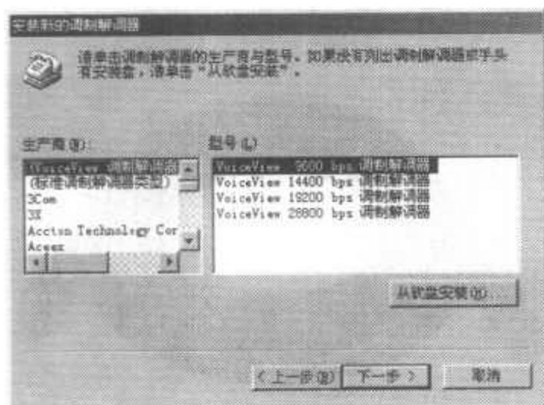 安装新的调制解调器
请单击调制解调器的生产商与型号。如果没有列出调制解调器或手头
有安装盘，请单击“从软盘安装”。
生产商(M):
型号(L)
(VoiceView 调制解调器
(标准调制解调器类型)
3Com
3X
Accton Technology Cor
Aceex
VoiceView 9600 bps 调制解调器
VoiceView 14400 bps 调制解调器
VoiceView 19200 bps 调制解调器
VoiceView 28800 bps 调制解调器
从软盘安装(H)...
<上一步(B)
下一步 >
取消